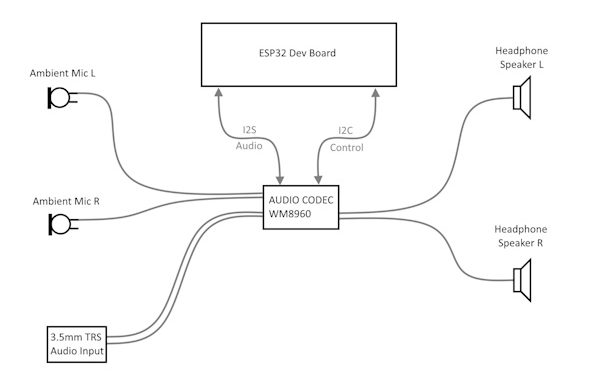 ESP32 Dev Board
Headphone
Speaker L
Ambient Mic L
I2S
Audio
I2C
Control
Ambient Mic R
AUDIO CODEC
WM8960
Headphone
Speaker R
3.5mm TRS
Audio Input